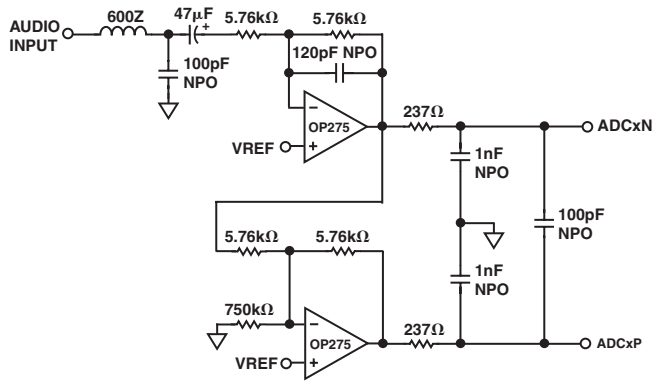 AUDIO
INPUT
600Z
47µF
+
5.76kΩ
5.76kΩ
120pF NPO
100pF
NPO
–
OP275
+
VREF
237Ω
ADCxN
1nF
NPO
100pF
NPO
5.76kΩ
5.76kΩ
1nF
NPO
750kΩ
–
OP275
+
VREF
237Ω
ADCxP